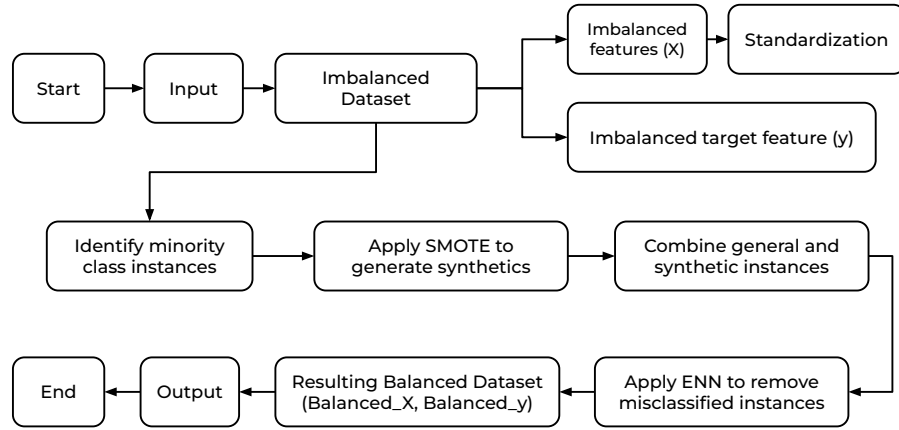 Start
Input
Imbalanced
Dataset
Imbalanced
features (X)
Standardization
Imbalanced target feature (y)
Identify minority
class instances
Apply SMOTE to
generate synthetics
Combine general and
synthetic instances
End
Output
Resulting Balanced Dataset
(Balanced_X, Balanced_y)
Apply ENN to remove
misclassified instances